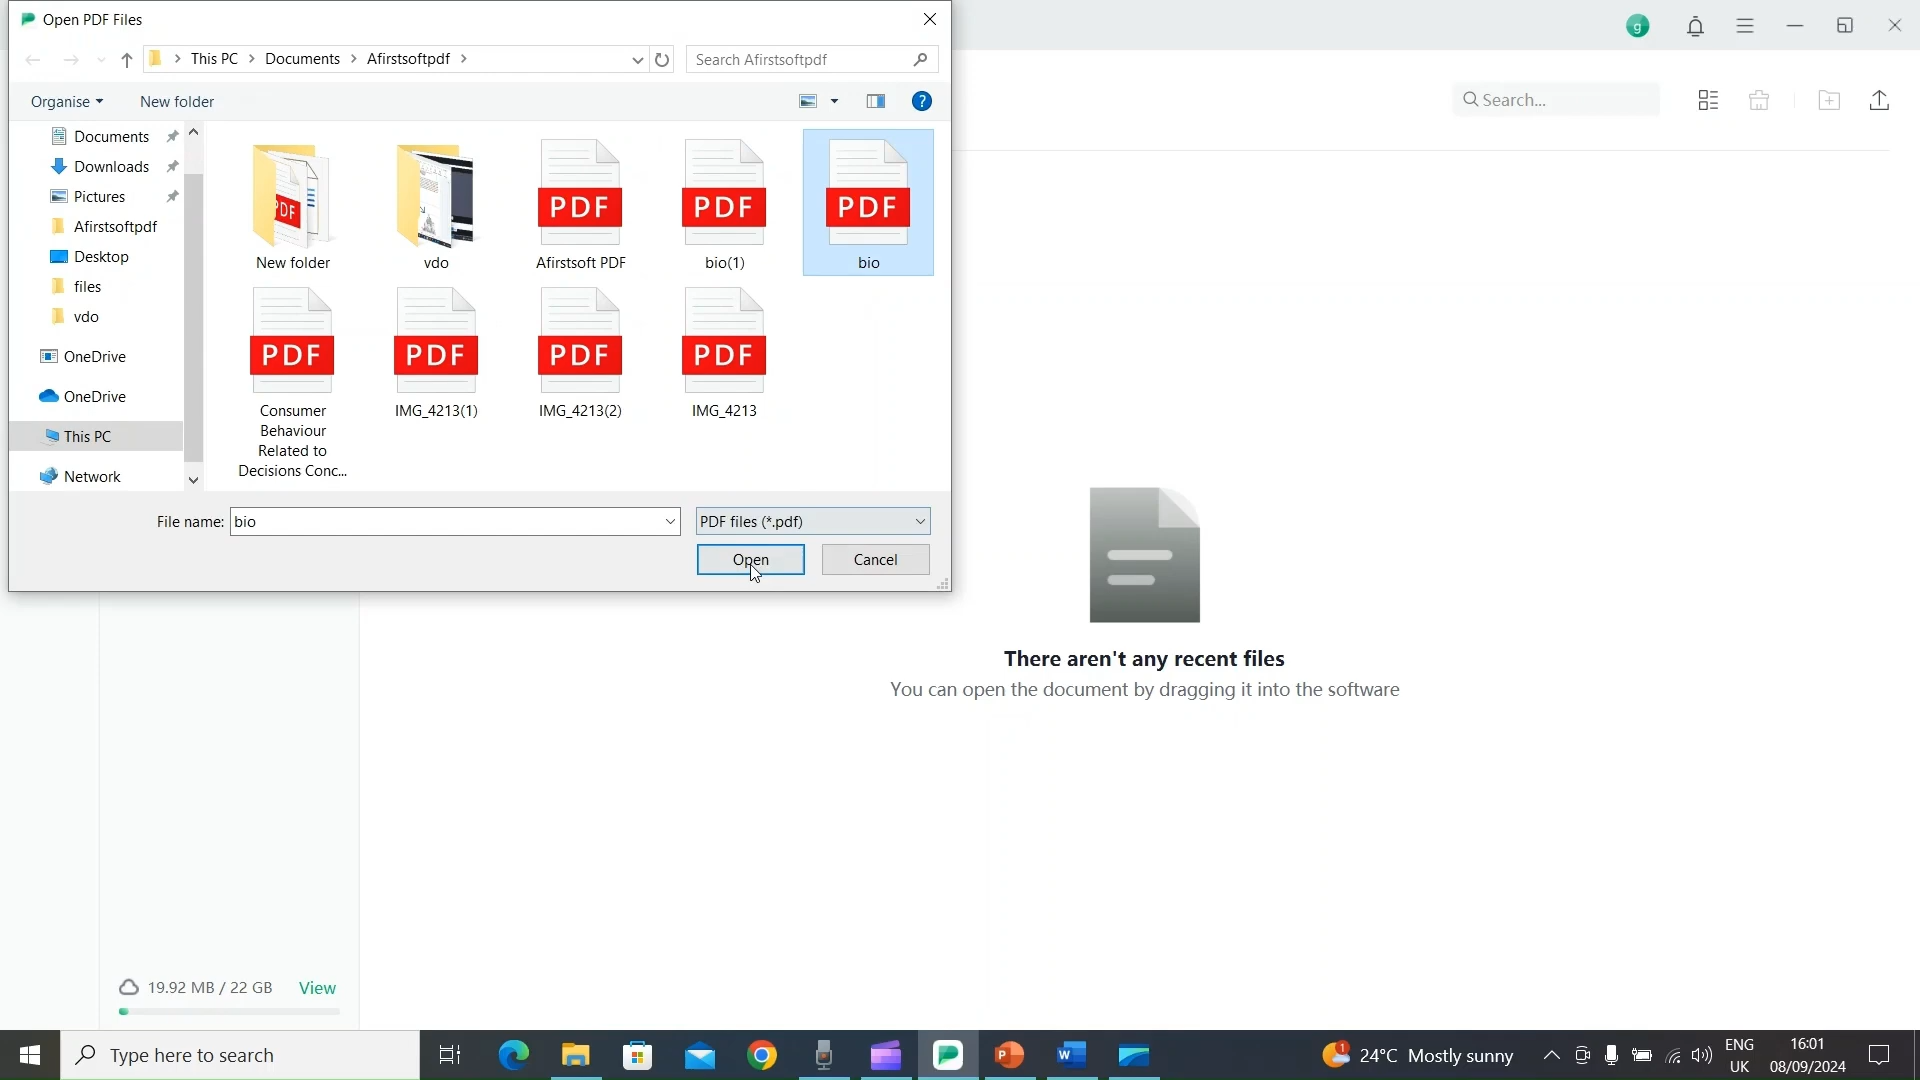 Open PDF Files
This PC > Documents > Afirstsoftpdf >
Search Afirstsoftpdf
Organise
New folder
Documents
Downloads
Pictures
Afirstsoftpdf
Desktop
files
vdo
OneDrive
OneDrive
This PC
Network
PDF
New folder
vdo
PDF
Afirstsoft PDF
PDF
bio(1)
PDF
bio
PDF
Consumer
Behaviour
Related to
Decisions Conc...
PDF
IMG_4213(1)
PDF
IMG_4213(2)
PDF
IMG_4213
File name: bio
PDF files (*.pdf)
Open
Cancel
g
Search...
There aren't any recent files
You can open the document by dragging it into the software
19.92 MB / 22 GB View
Type here to search
1
24°C Mostly sunny
ENG
UK
16:01
08/09/2024